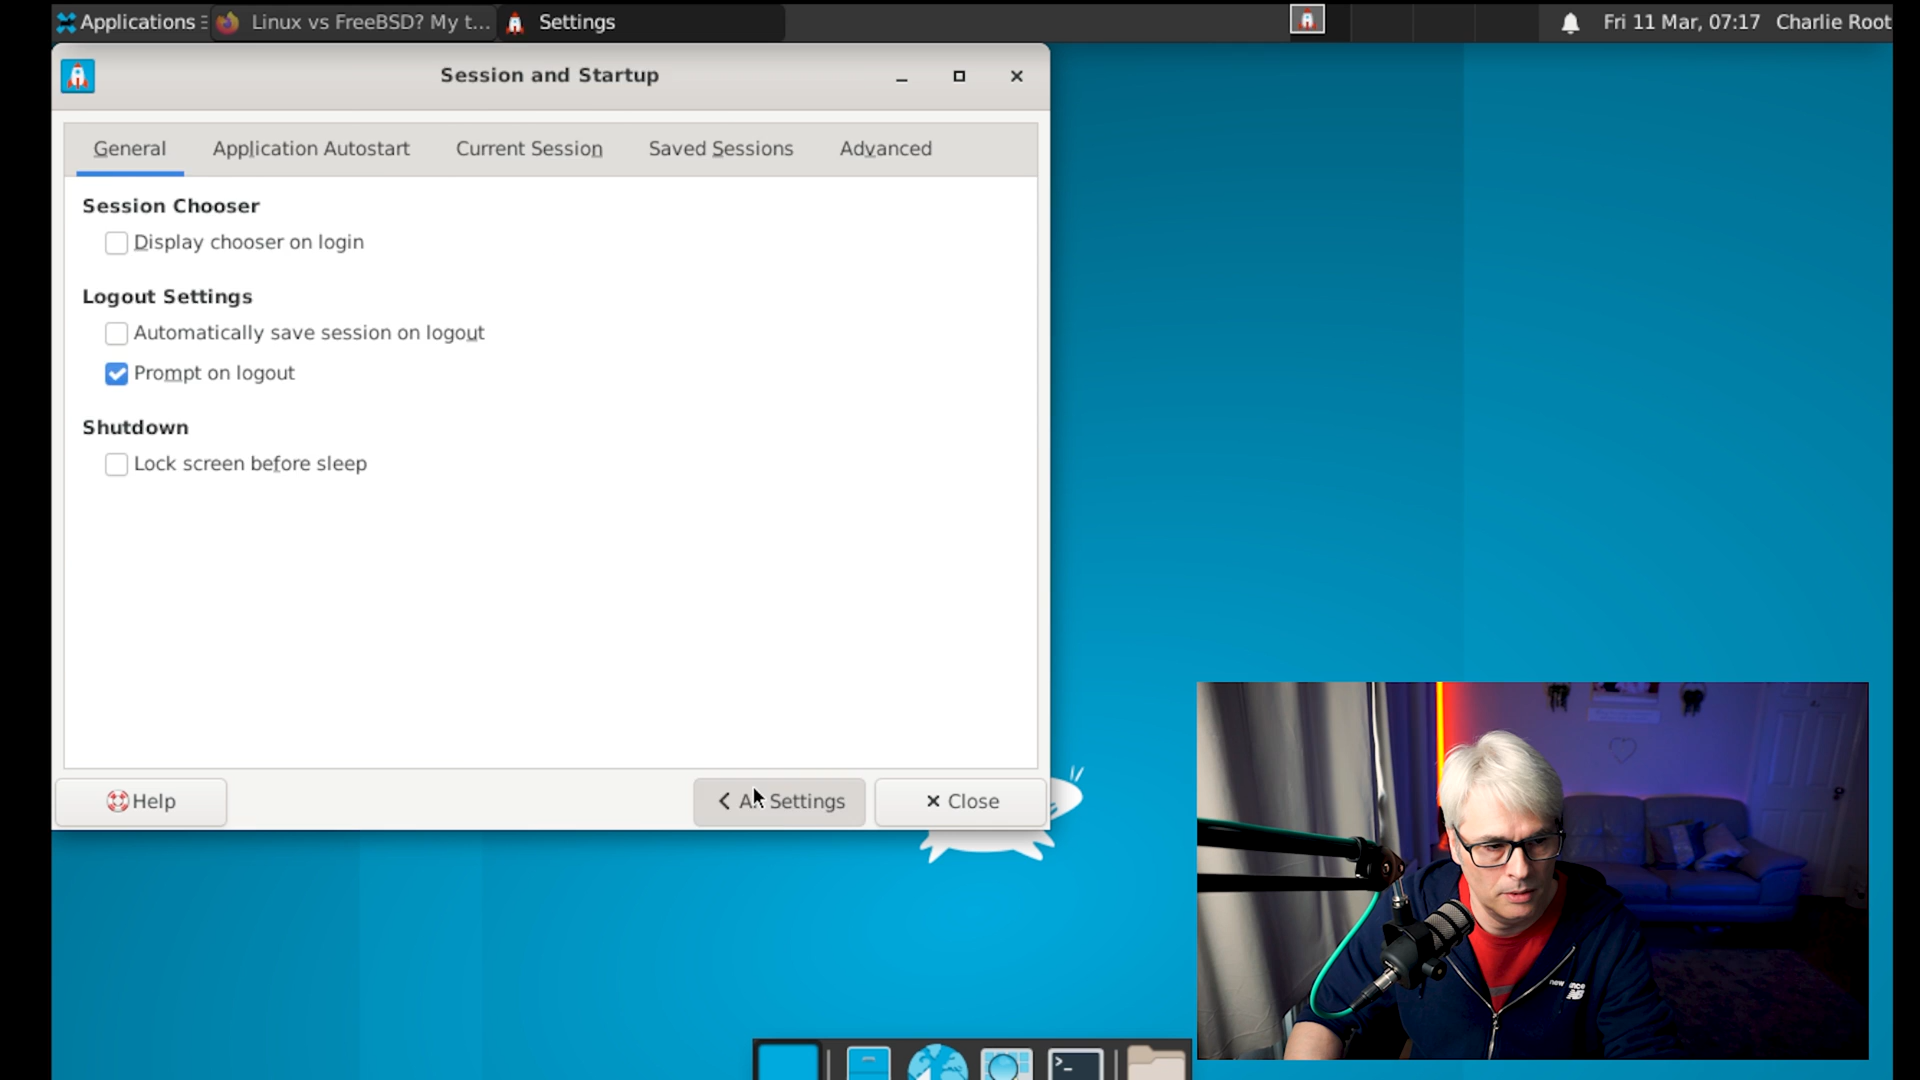 Applications
Linux vs FreeBSD? My t...
Settings
Fri 11 Mar, 07:17
Charlie Root
Session and Startup
General
Application Autostart
Current Session
Saved Sessions
Advanced
Session Chooser
Display chooser on login
Logout Settings
Automatically save session on logout
Prompt on logout
Shutdown
Lock screen before sleep
Help
Settings
Close